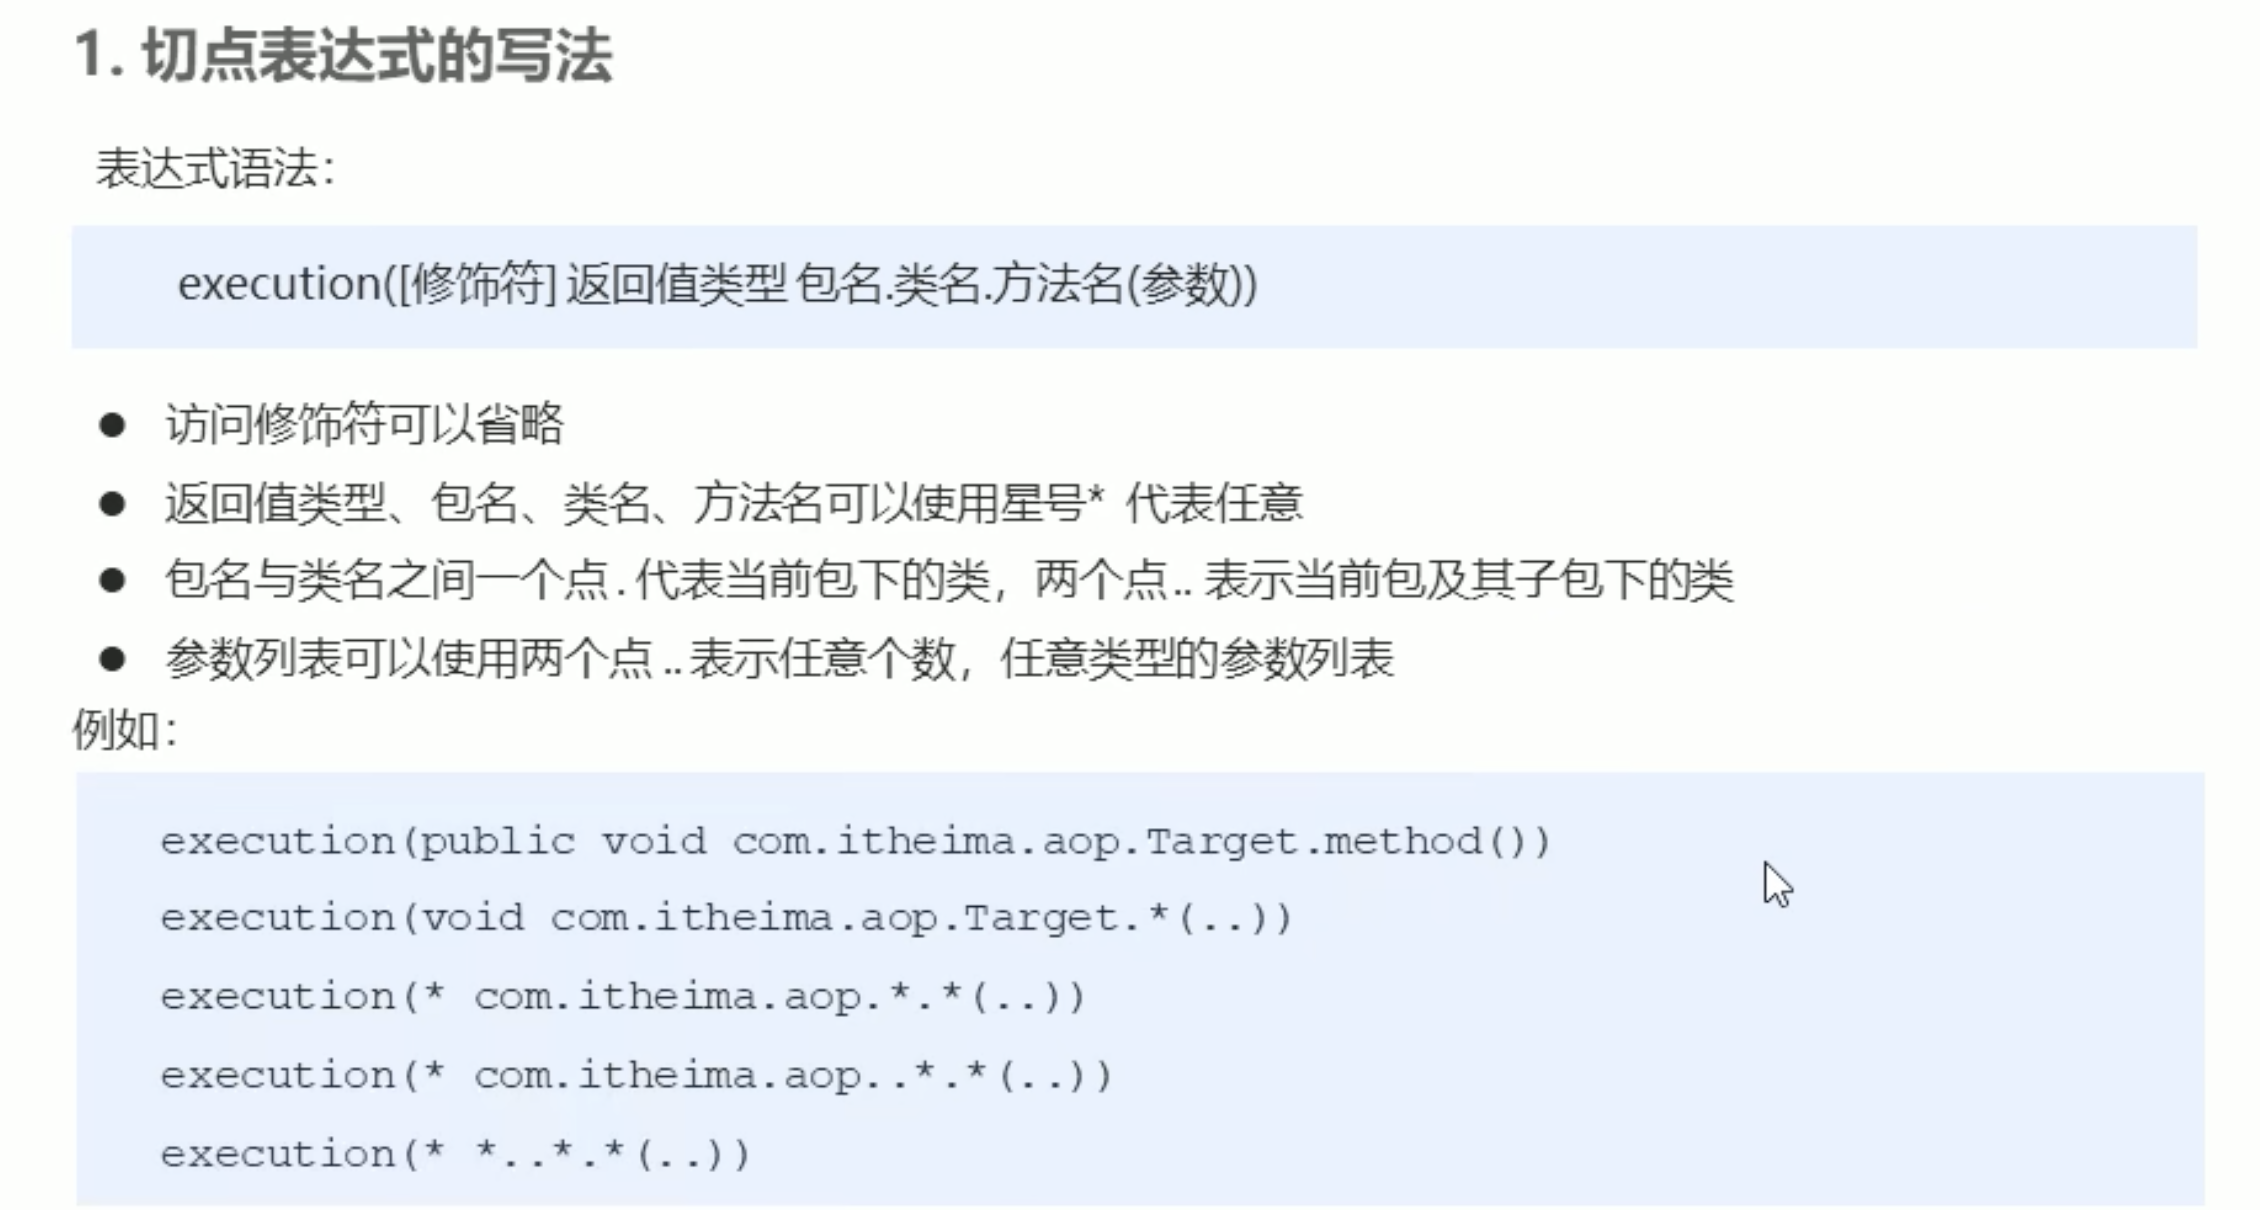 1. 切点表达式的写法
表达式语法：
execution([修饰符] 返回值类型 包名.类名.方法名(参数))
● 访问修饰符可以省略
● 返回值类型、包名、类名、方法名可以使用星号* 代表任意
● 包名与类名之间一个点 . 代表当前包下的类，两个点 .. 表示当前包及其子包下的类
● 参数列表可以使用两个点 .. 表示任意个数，任意类型的参数列表
例如：
execution(public void com.itheima.aop.Target.method())
execution(void com.itheima.aop.Target.*(..))
execution(* com.itheima.aop.*.*(..))
execution(* com.itheima.aop..*.*(..))
execution(* *..*.*(..))